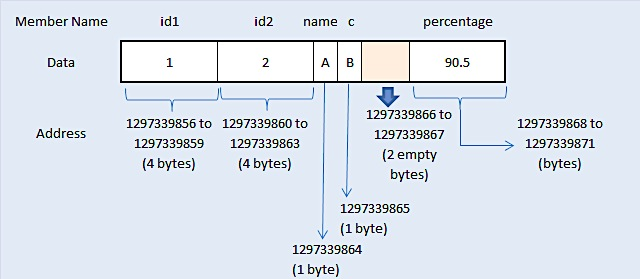 Member Name id1 id2 name c percentage
Data 1 2 A B 90.5
Address
1297339856 to
1297339859
(4 bytes)
1297339860 to
1297339863
(4 bytes)
1297339866 to
1297339867
(2 empty
bytes)
1297339868 to
1297339871
(bytes)
1297339865
(1 byte)
1297339864
(1 byte)